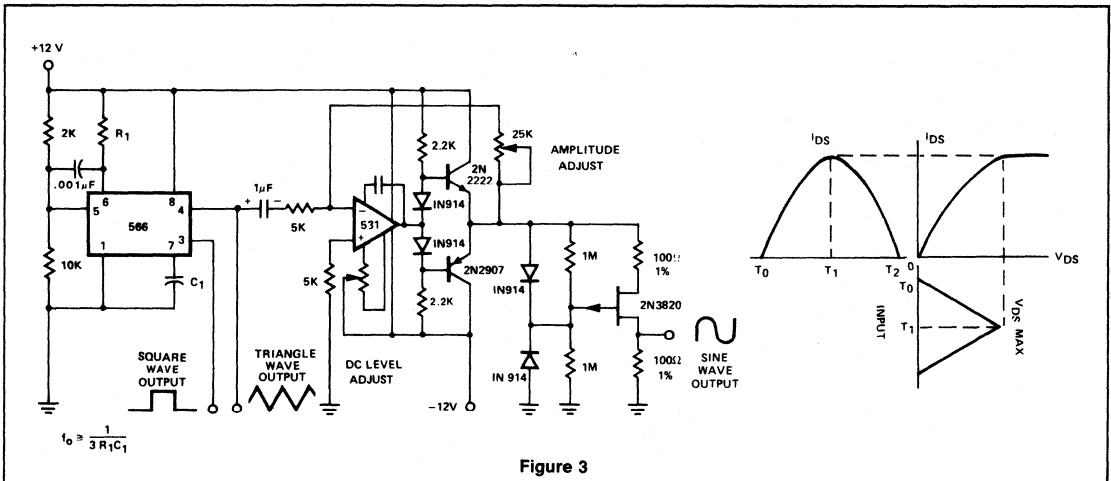 +12 V
2K
R1
.001µF
6
8
5
4
566
3
1
7
10K
C1
+
1µF
−
5K
−
531
+
5K
2.2K
2N
2222
IN914
IN914
2N2907
2.2K
25K
AMPLITUDE
ADJUST
IN914
IN 914
1M
1M
100Ω
1%
2N3820
100Ω
1%
SINE
WAVE
OUTPUT
SQUARE
WAVE
OUTPUT
TRIANGLE
WAVE
OUTPUT
DC LEVEL
ADJUST
−12V
fo ≅ 1 / 3 R1C1
IDS
T0
T1
T2
IDS
0
VDS
T0
T1
INPUT
VDS MAX
Figure 3